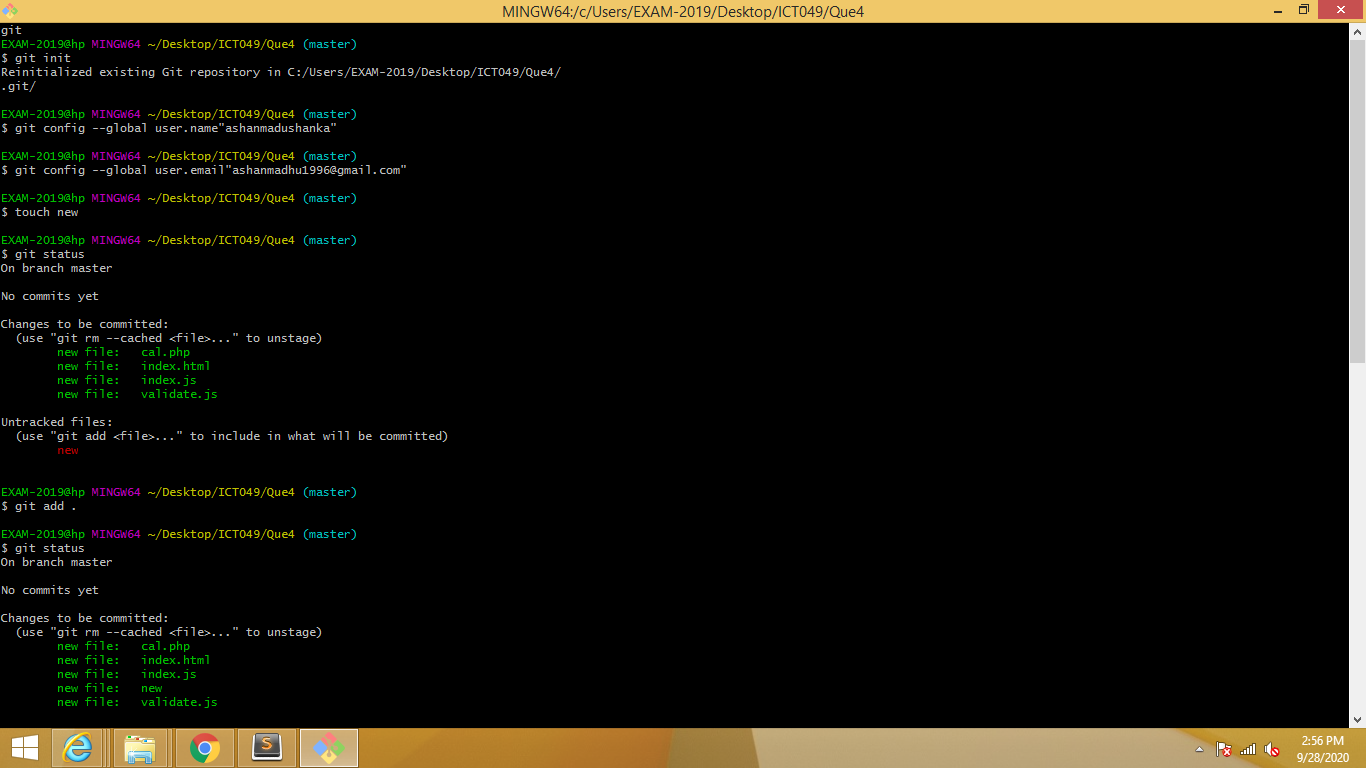 MINGW64:/c/Users/EXAM-2019/Desktop/ICT049/Que4
git
EXAM-2019@hp MINGW64 ~/Desktop/ICT049/Que4 (master)
$ git init
Reinitialized existing Git repository in C:/Users/EXAM-2019/Desktop/ICT049/Que4/
.git/
EXAM-2019@hp MINGW64 ~/Desktop/ICT049/Que4 (master)
$ git config --global user.name"ashanmadushanka"
EXAM-2019@hp MINGW64 ~/Desktop/ICT049/Que4 (master)
$ git config --global user.email"ashanmadhu1996@gmail.com"
EXAM-2019@hp MINGW64 ~/Desktop/ICT049/Que4 (master)
$ touch new
EXAM-2019@hp MINGW64 ~/Desktop/ICT049/Que4 (master)
$ git status
On branch master
No commits yet
Changes to be committed:
(use "git rm --cached <file>..." to unstage)
new file:   cal.php
new file:   index.html
new file:   index.js
new file:   validate.js
Untracked files:
(use "git add <file>..." to include in what will be committed)
new
EXAM-2019@hp MINGW64 ~/Desktop/ICT049/Que4 (master)
$ git add .
EXAM-2019@hp MINGW64 ~/Desktop/ICT049/Que4 (master)
$ git status
On branch master
No commits yet
Changes to be committed:
(use "git rm --cached <file>..." to unstage)
new file:   cal.php
new file:   index.html
new file:   index.js
new file:   new
new file:   validate.js
S
2:56 PM
9/28/2020